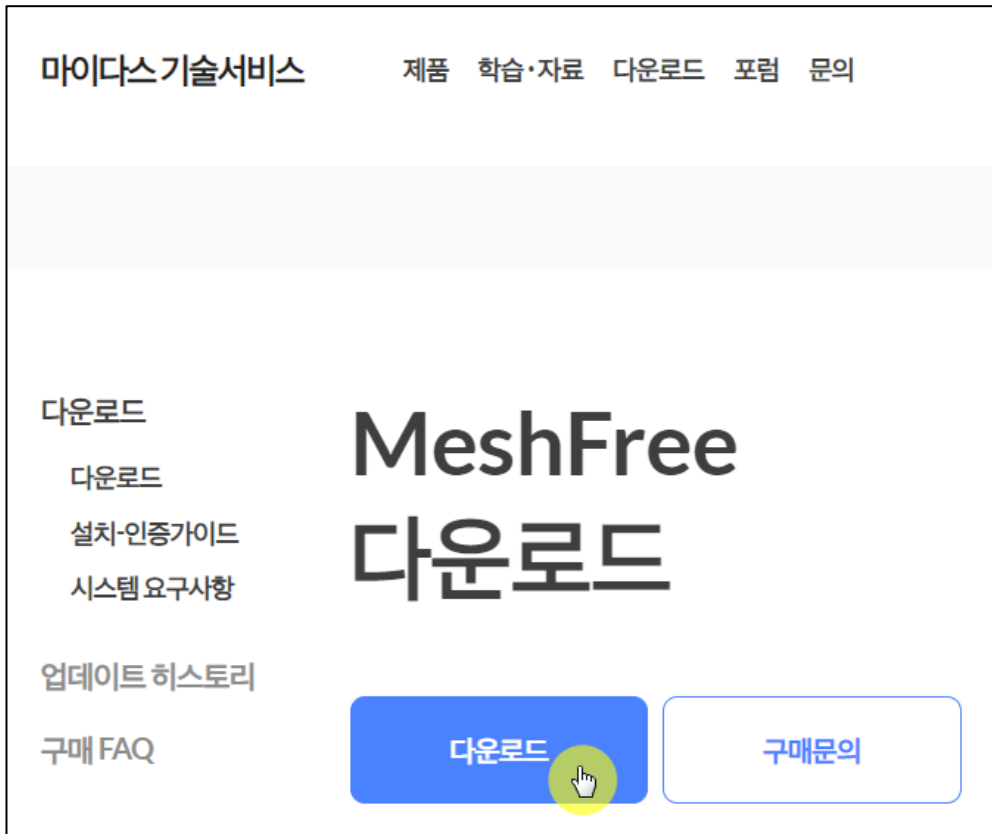 마이다스 기술서비스 제품 학습·자료 다운로드 포럼 문의
다운로드
다운로드
설치-인증가이드
시스템 요구사항
업데이트 히스토리
구매 FAQ
MeshFree
다운로드
다운로드 구매문의